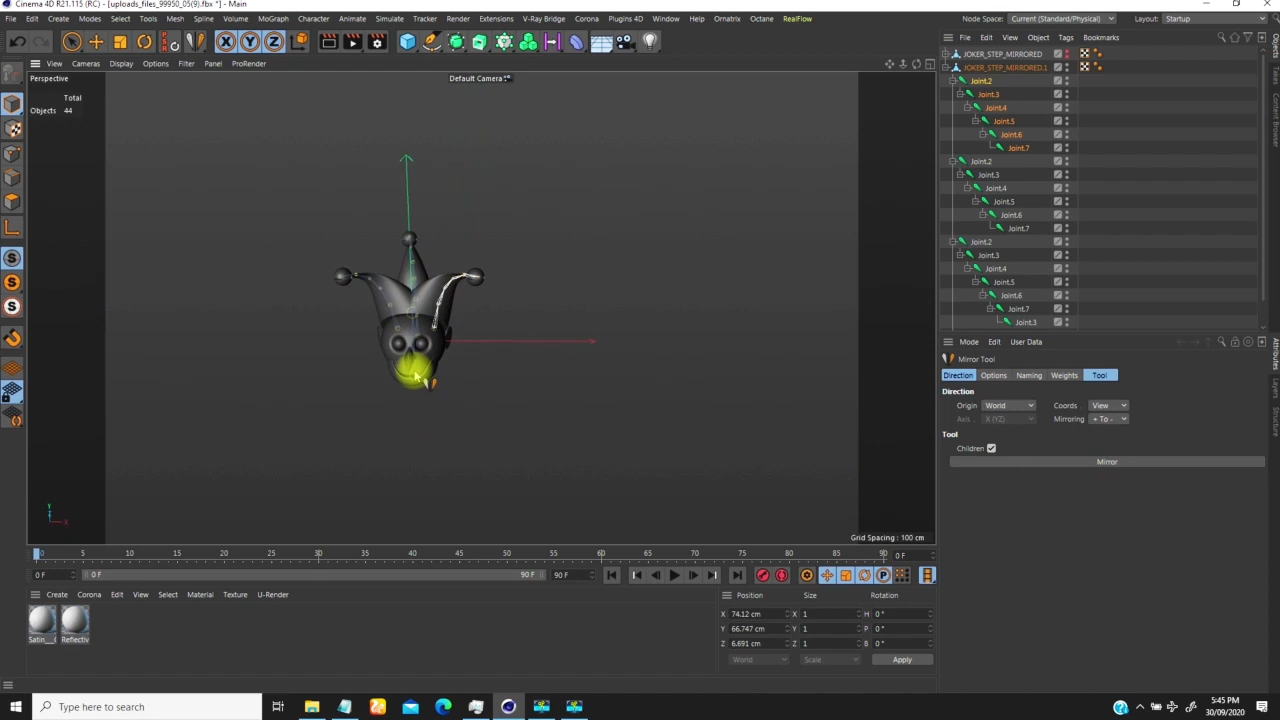 Cinema 4D R21.115 (RC) - [uploads_files_99950_05(9).fbx *] - Main
File Edit Create Modes Select Tools Mesh Spline Volume MoGraph Character Animate Simulate Tracker Render Extensions V-Ray Bridge Corona Plugins 4D Window Help Ornatrix Octane RealFlow Node Space: Current (Standard/Physical) Layout: Startup
View Cameras Display Options Filter Panel ProRender
File Edit View Object Tags Bookmarks
Perspective
Default Camera
Total
Objects 44
JOKER_STEP_MIRRORED
JOKER_STEP_MIRRORED.1
Joint.2
Joint.3
Joint.4
Joint.5
Joint.6
Joint.7
Joint.2
Joint.3
Joint.4
Joint.5
Joint.6
Joint.7
Joint.2
Joint.3
Joint.4
Joint.5
Joint.6
Joint.7
Joint.3
Objects
Takes
Content Browser
Mode Edit User Data
Mirror Tool
Direction Options Naming Weights Tool
Direction
Origin World Coords View
Axis X (YZ) Mirroring + To -
Tool
Children
Mirror
Attributes
Layers
Structure
Y
X
Grid Spacing : 100 cm
0 5 10 15 20 25 30 35 40 45 50 55 60 65 70 75 80 85 90 0 F
0 F 0 F 90 F 90 F
Create Corona Edit View Select Material Texture U-Render
Position Size Rotation
X 74.12 cm X 1 H 0 °
Y 66.747 cm Y 1 P 0 °
Z 6.691 cm Z 1 B 0 °
World Scale Apply
Satin__c Reflectiv
Type here to search
5:45 PM
30/09/2020